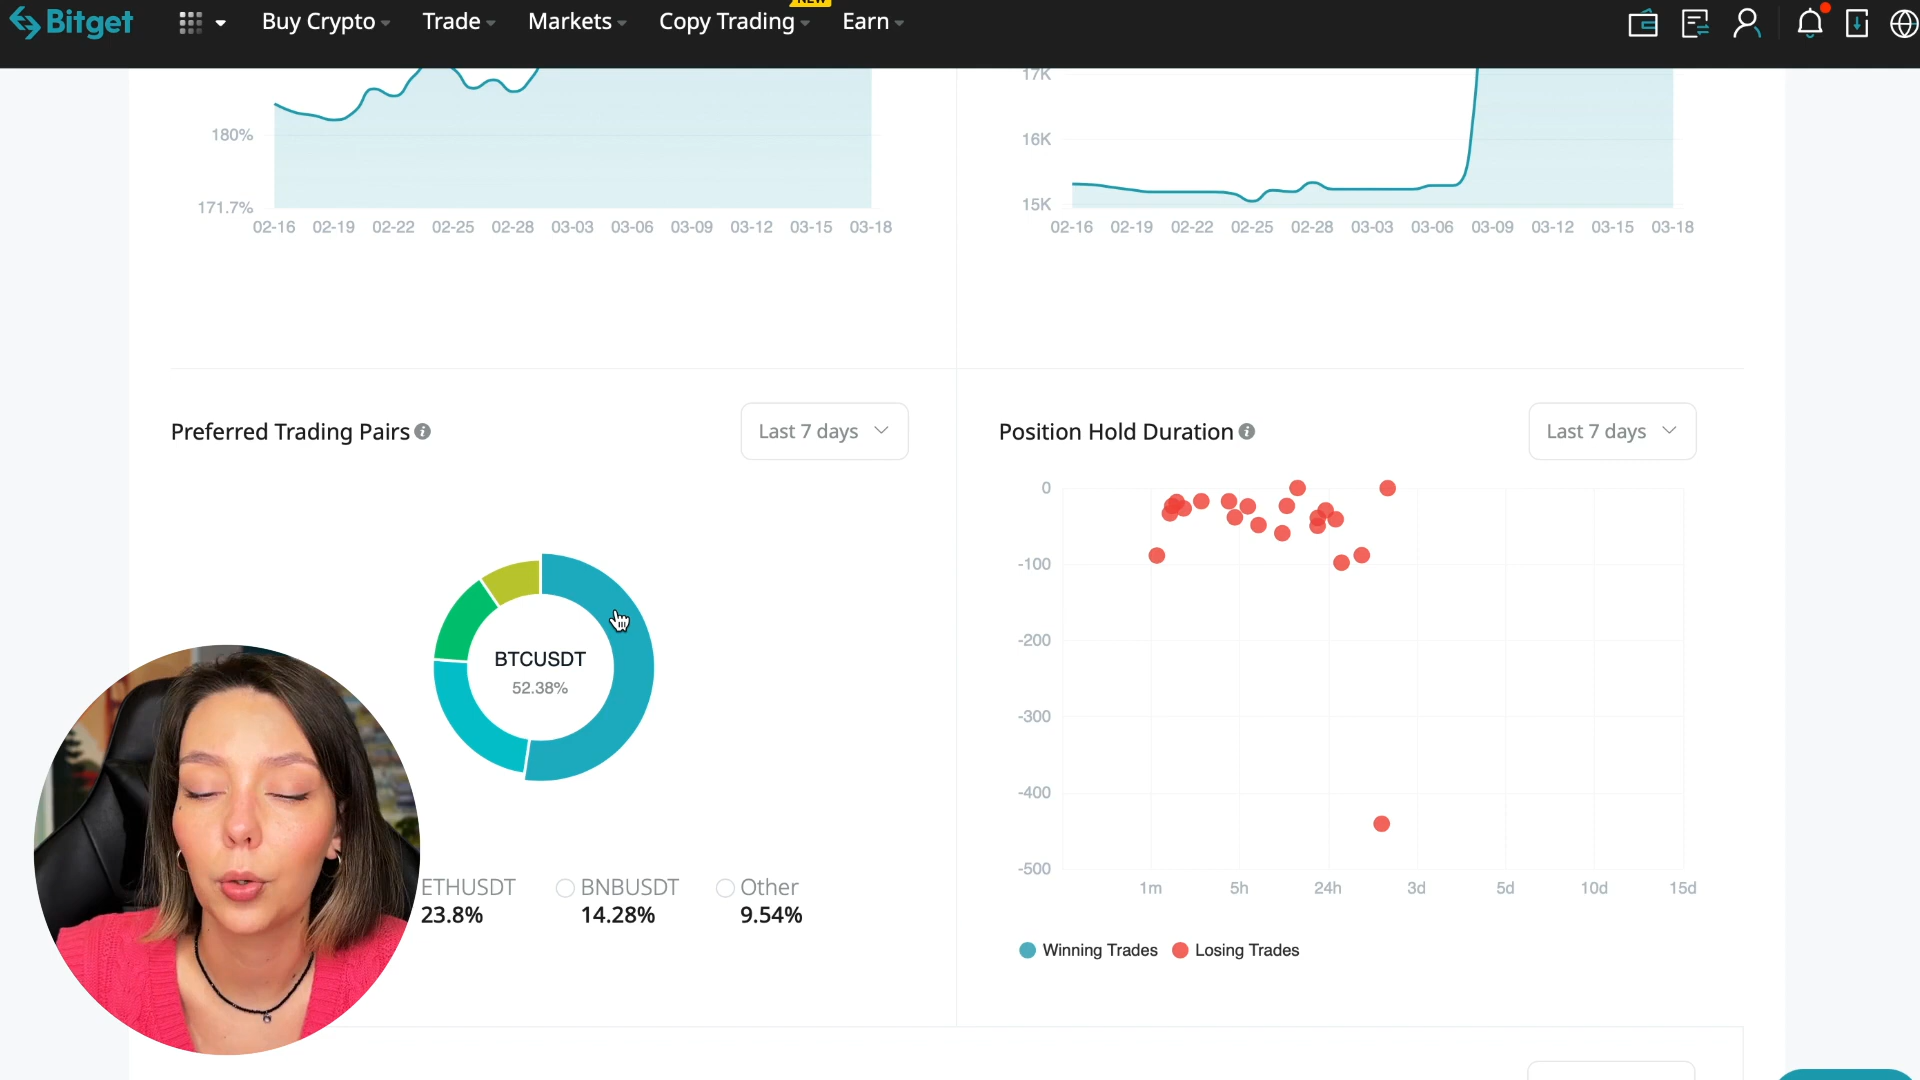 Bitget
Buy Crypto
Trade
Markets
Copy Trading
NEW
Earn
180%
171.7%
02-16 02-19 02-22 02-25 02-28 03-03 03-06 03-09 03-12 03-15 03-18
17K
16K
15K
02-16 02-19 02-22 02-25 02-28 03-03 03-06 03-09 03-12 03-15 03-18
Preferred Trading Pairs
Last 7 days
BTCUSDT
52.38%
ETHUSDT
23.8%
BNBUSDT
14.28%
Other
9.54%
Position Hold Duration
Last 7 days
0
-100
-200
-300
-400
-500
1m 5h 24h 3d 5d 10d 15d
Winning Trades
Losing Trades